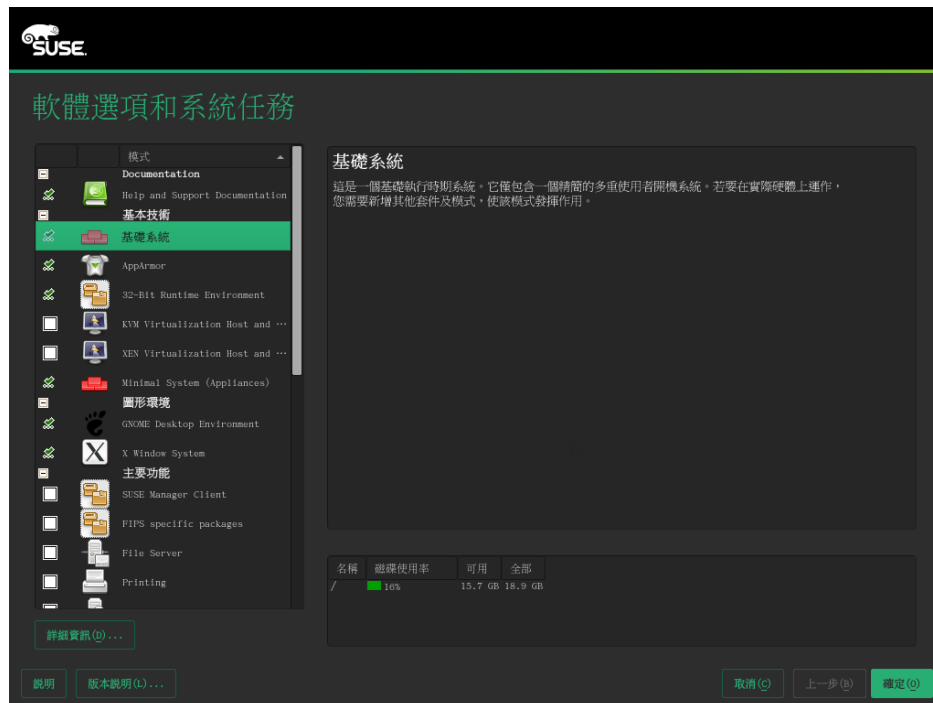 SUSE.
軟體選項和系統任務
模式
Documentation
Help and Support Documentation
基本技術
基礎系統
AppArmor
32-Bit Runtime Environment
KVM Virtualization Host and ···
XEN Virtualization Host and ···
Minimal System (Appliances)
圖形環境
GNOME Desktop Environment
X Window System
主要功能
SUSE Manager Client
FIPS specific packages
File Server
Printing
詳細資訊(D)...
基礎系統
這是一個基礎執行時期系統。它僅包含一個精簡的多重使用者開機系統。若要在實際硬體上運作，
您需要新增其他套件及模式，使該模式發揮作用。
名稱 磁碟使用率 可用 全部
/ 16% 15.7 GB 18.9 GB
說明 版本說明(L)... 取消(C) 上一步(B) 確定(O)